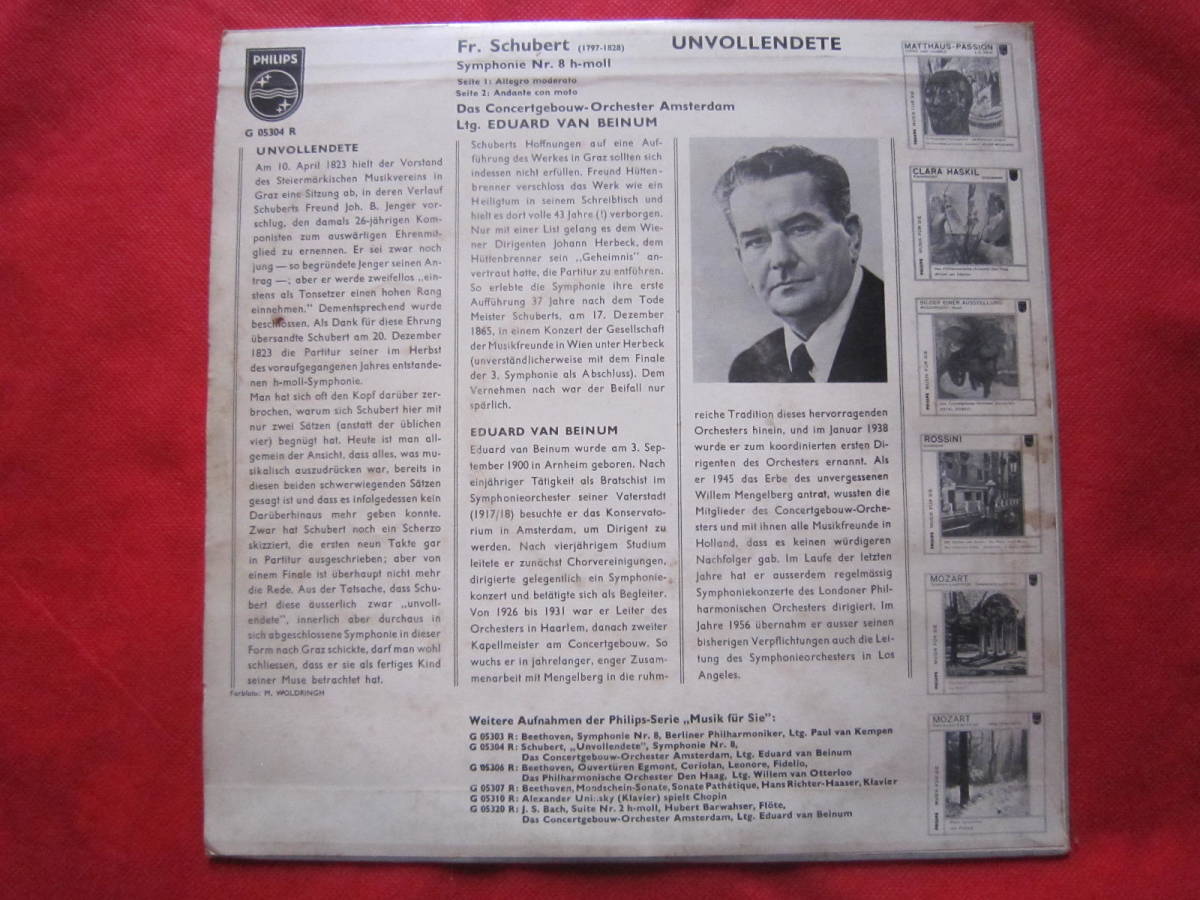 PHILIPS
G 05304 R
Fr. Schubert (1797-1828) UNVOLLENDETE
Symphonie Nr. 8 h-moll
Seite 1: Allegro moderato
Seite 2: Andante con moto
Das Concertgebouw-Orchester Amsterdam
Ltg. EDUARD VAN BEINUM
UNVOLLENDETE
Am 10. April 1823 hielt der Vorstand
des Steiermärkischen Musikvereins in
Graz eine Sitzung ab, in deren Verlauf
Schuberts Freund Joh. B. Jenger vor-
schlug, den damals 26-jährigen Kom-
ponisten zum auswärtigen Ehrenmit-
glied zu ernennen. Er sei zwar noch
jung — so begründete Jenger seinen An-
trag —; aber er werde zweifellos „ein-
stens als Tonsetzer einen hohen Rang
einnehmen.” Dementsprechend wurde
beschlossen. Als Dank für diese Ehrung
übersandte Schubert am 20. Dezember
1823 die Partitur seiner im Herbst
des voraufgegangenen Jahres entstande-
nen h-moll-Symphonie.
Man hat sich oft den Kopf darüber zer-
brochen, warum sich Schubert hier mit
nur zwei Sätzen (anstatt der üblichen
vier) begnügt hat. Heute ist man all-
gemein der Ansicht, dass alles, was mu-
sikalisch auszudrücken war, bereits in
diesen beiden schwerwiegenden Sätzen
gesagt ist und dass es infolgedessen kein
Darüberhinaus mehr geben konnte.
Zwar hat Schubert noch ein Scherzo
skizziert, die ersten neun Takte gar
in Partitur ausgeschrieben; aber von
einem Finale ist überhaupt nicht mehr
die Rede. Aus der Tatsache, dass Schu-
bert diese äusserlich zwar „unvoll-
endete”, innerlich aber durchaus in
sich abgeschlossene Symphonie in dieser
Form nach Graz schickte, darf man wohl
schliessen, dass er sie als fertiges Kind
seiner Muse betrachtet hat.
Farbfoto: M. WOLDRINGH
Schuberts Hoffnungen auf eine Auf-
führung des Werkes in Graz sollten sich
indessen nicht erfüllen. Freund Hütten-
brenner verschloss das Werk wie ein
Heiligtum in seinem Schreibtisch und
hielt es dort volle 43 Jahre (!) verborgen.
Nur mit einer List gelang es dem Wie-
ner Dirigenten Johann Herbeck, dem
Hüttenbrenner sein „Geheimnis” an-
vertraut hatte, die Partitur zu entführen.
So erlebte die Symphonie ihre erste
Aufführung 37 Jahre nach dem Tode
Meister Schuberts, am 17. Dezember
1865, in einem Konzert der Gesellschaft
der Musikfreunde in Wien unter Herbeck
(unverständlicherweise mit dem Finale
der 3. Symphonie als Abschluss). Dem
Vernehmen nach war der Beifall nur
spärlich.
EDUARD VAN BEINUM
Eduard van Beinum wurde am 3. Sep-
tember 1900 in Arnheim geboren. Nach
einjähriger Tätigkeit als Bratschist im
Symphonieorchester seiner Vaterstadt
(1917/18) besuchte er das Konservato-
rium in Amsterdam, um Dirigent zu
werden. Nach vierjährigem Studium
leitete er zunächst Chorvereinigungen,
dirigierte gelegentlich ein Symphonie-
konzert und betätigte sich als Begleiter.
Von 1926 bis 1931 war er Leiter des
Orchesters in Haarlem, danach zweiter
Kapellmeister am Concertgebouw. So
wuchs er in jahrelanger, enger Zusam-
menarbeit mit Mengelberg in die ruhm-
reiche Tradition dieses hervorragenden
Orchesters hinein, und im Januar 1938
wurde er zum koordinierten ersten Di-
rigenten des Orchesters ernannt. Als
er 1945 das Erbe des unvergessenen
Willem Mengelberg antrat, wussten die
Mitglieder des Concertgebouw-Orche-
sters und mit ihnen alle Musikfreunde in
Holland, dass es keinen würdigeren
Nachfolger gab. Im Laufe der letzten
Jahre hat er ausserdem regelmässig
Symphoniekonzerte des Londoner Phil-
harmonischen Orchesters dirigiert. Im
Jahre 1956 übernahm er ausser seinen
bisherigen Verpflichtungen auch die Lei-
tung des Symphonieorchesters in Los
Angeles.
Weitere Aufnahmen der Philips-Serie „Musik für Sie”:
G 05303 R: Beethoven, Symphonie Nr. 8, Berliner Philharmoniker, Ltg. Paul van Kempen
G 05304 R: Schubert, „Unvollendete”, Symphonie Nr. 8,
Das Concertgebouw-Orchester Amsterdam, Ltg. Eduard van Beinum
G 05306 R: Beethoven, Ouvertüren Egmont, Coriolan, Leonore, Fidelio,
Das Philharmonische Orchester Den Haag, Ltg. Willem van Otterloo
G 05307 R: Beethoven, Mondschein-Sonate, Sonate Pathétique, Hans Richter-Haaser, Klavier
G 05310 R: Alexander Uninsky (Klavier) spielt Chopin
G 05320 R: J. S. Bach, Suite Nr. 2 h-moll, Hubert Barwahser, Flöte,
Das Concertgebouw-Orchester Amsterdam, Ltg. Eduard van Beinum
MATTHÄUS-PASSION
MUSIK FÜR SIE
CLARA HASKIL
PHILIPS MUSIK FÜR SIE
BILDER EINER AUSSTELLUNG
PHILIPS MUSIK FÜR SIE
ROSSINI
PHILIPS MUSIK FÜR SIE
MOZART
PHILIPS MUSIK FÜR SIE
MOZART
PHILIPS MUSIK FÜR SIE